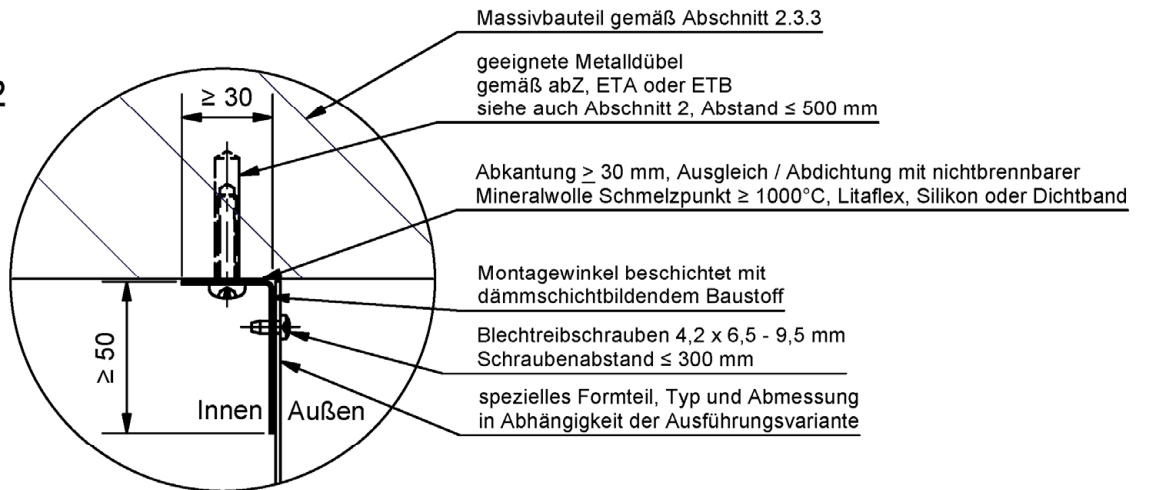 Massivbauteil gemäß Abschnitt 2.3.3
geeignete Metalldübel
gemäß abZ, ETA oder ETB
siehe auch Abschnitt 2, Abstand ≤ 500 mm
≥ 30
Abkantung ≥ 30 mm, Ausgleich / Abdichtung mit nichtbrennbarer
Mineralwolle Schmelzpunkt ≥ 1000°C, Litaflex, Silikon oder Dichtband
Montagewinkel beschichtet mit
dämmschichtbildendem Baustoff
Blechtreibschrauben 4,2 x 6,5 - 9,5 mm
Schraubenabstand ≤ 300 mm
≥ 50
Innen Außen
spezielles Formteil, Typ und Abmessung
in Abhängigkeit der Ausführungsvariante